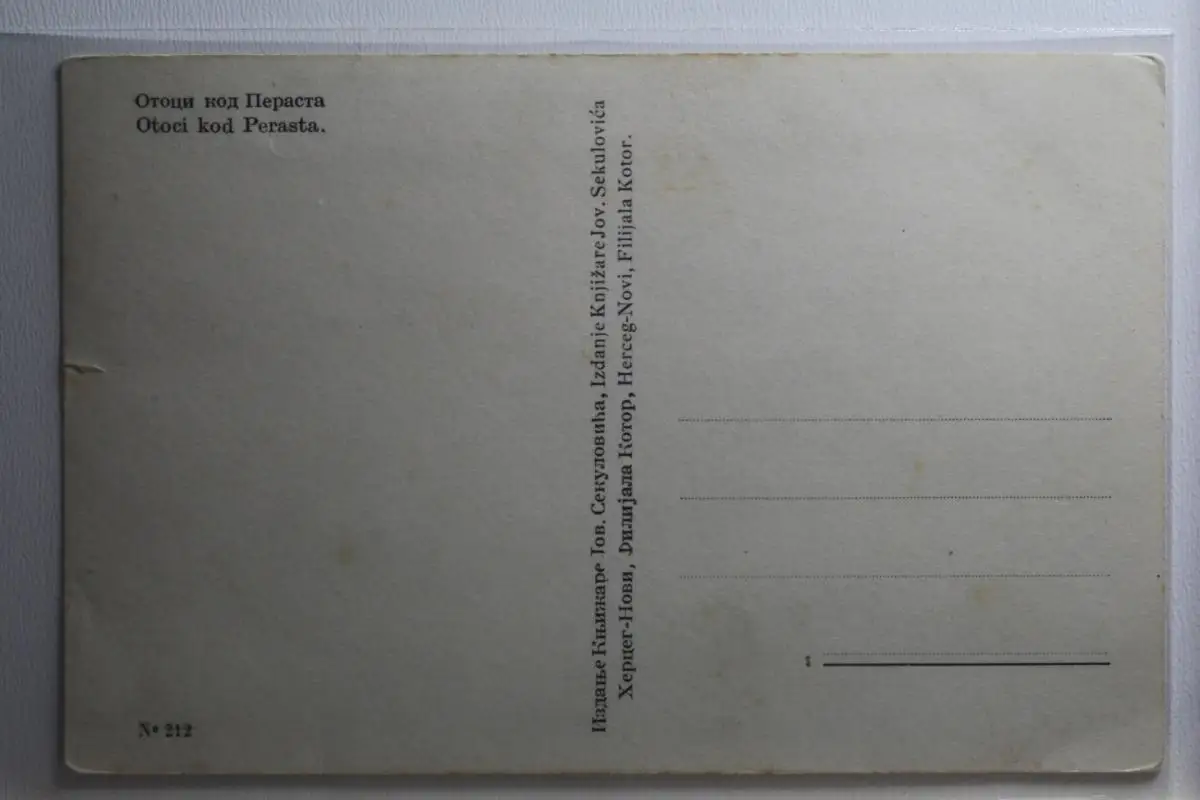 Отоци код Пераста
Otoci kod Perasta.
Издање Књижаре Јов. Секуловића, Izdanje Knjižare Jov. Sekulovića
Херцег-Нови, Филијала Котор, Herceg-Novi, Filijala Kotor.
№ 212